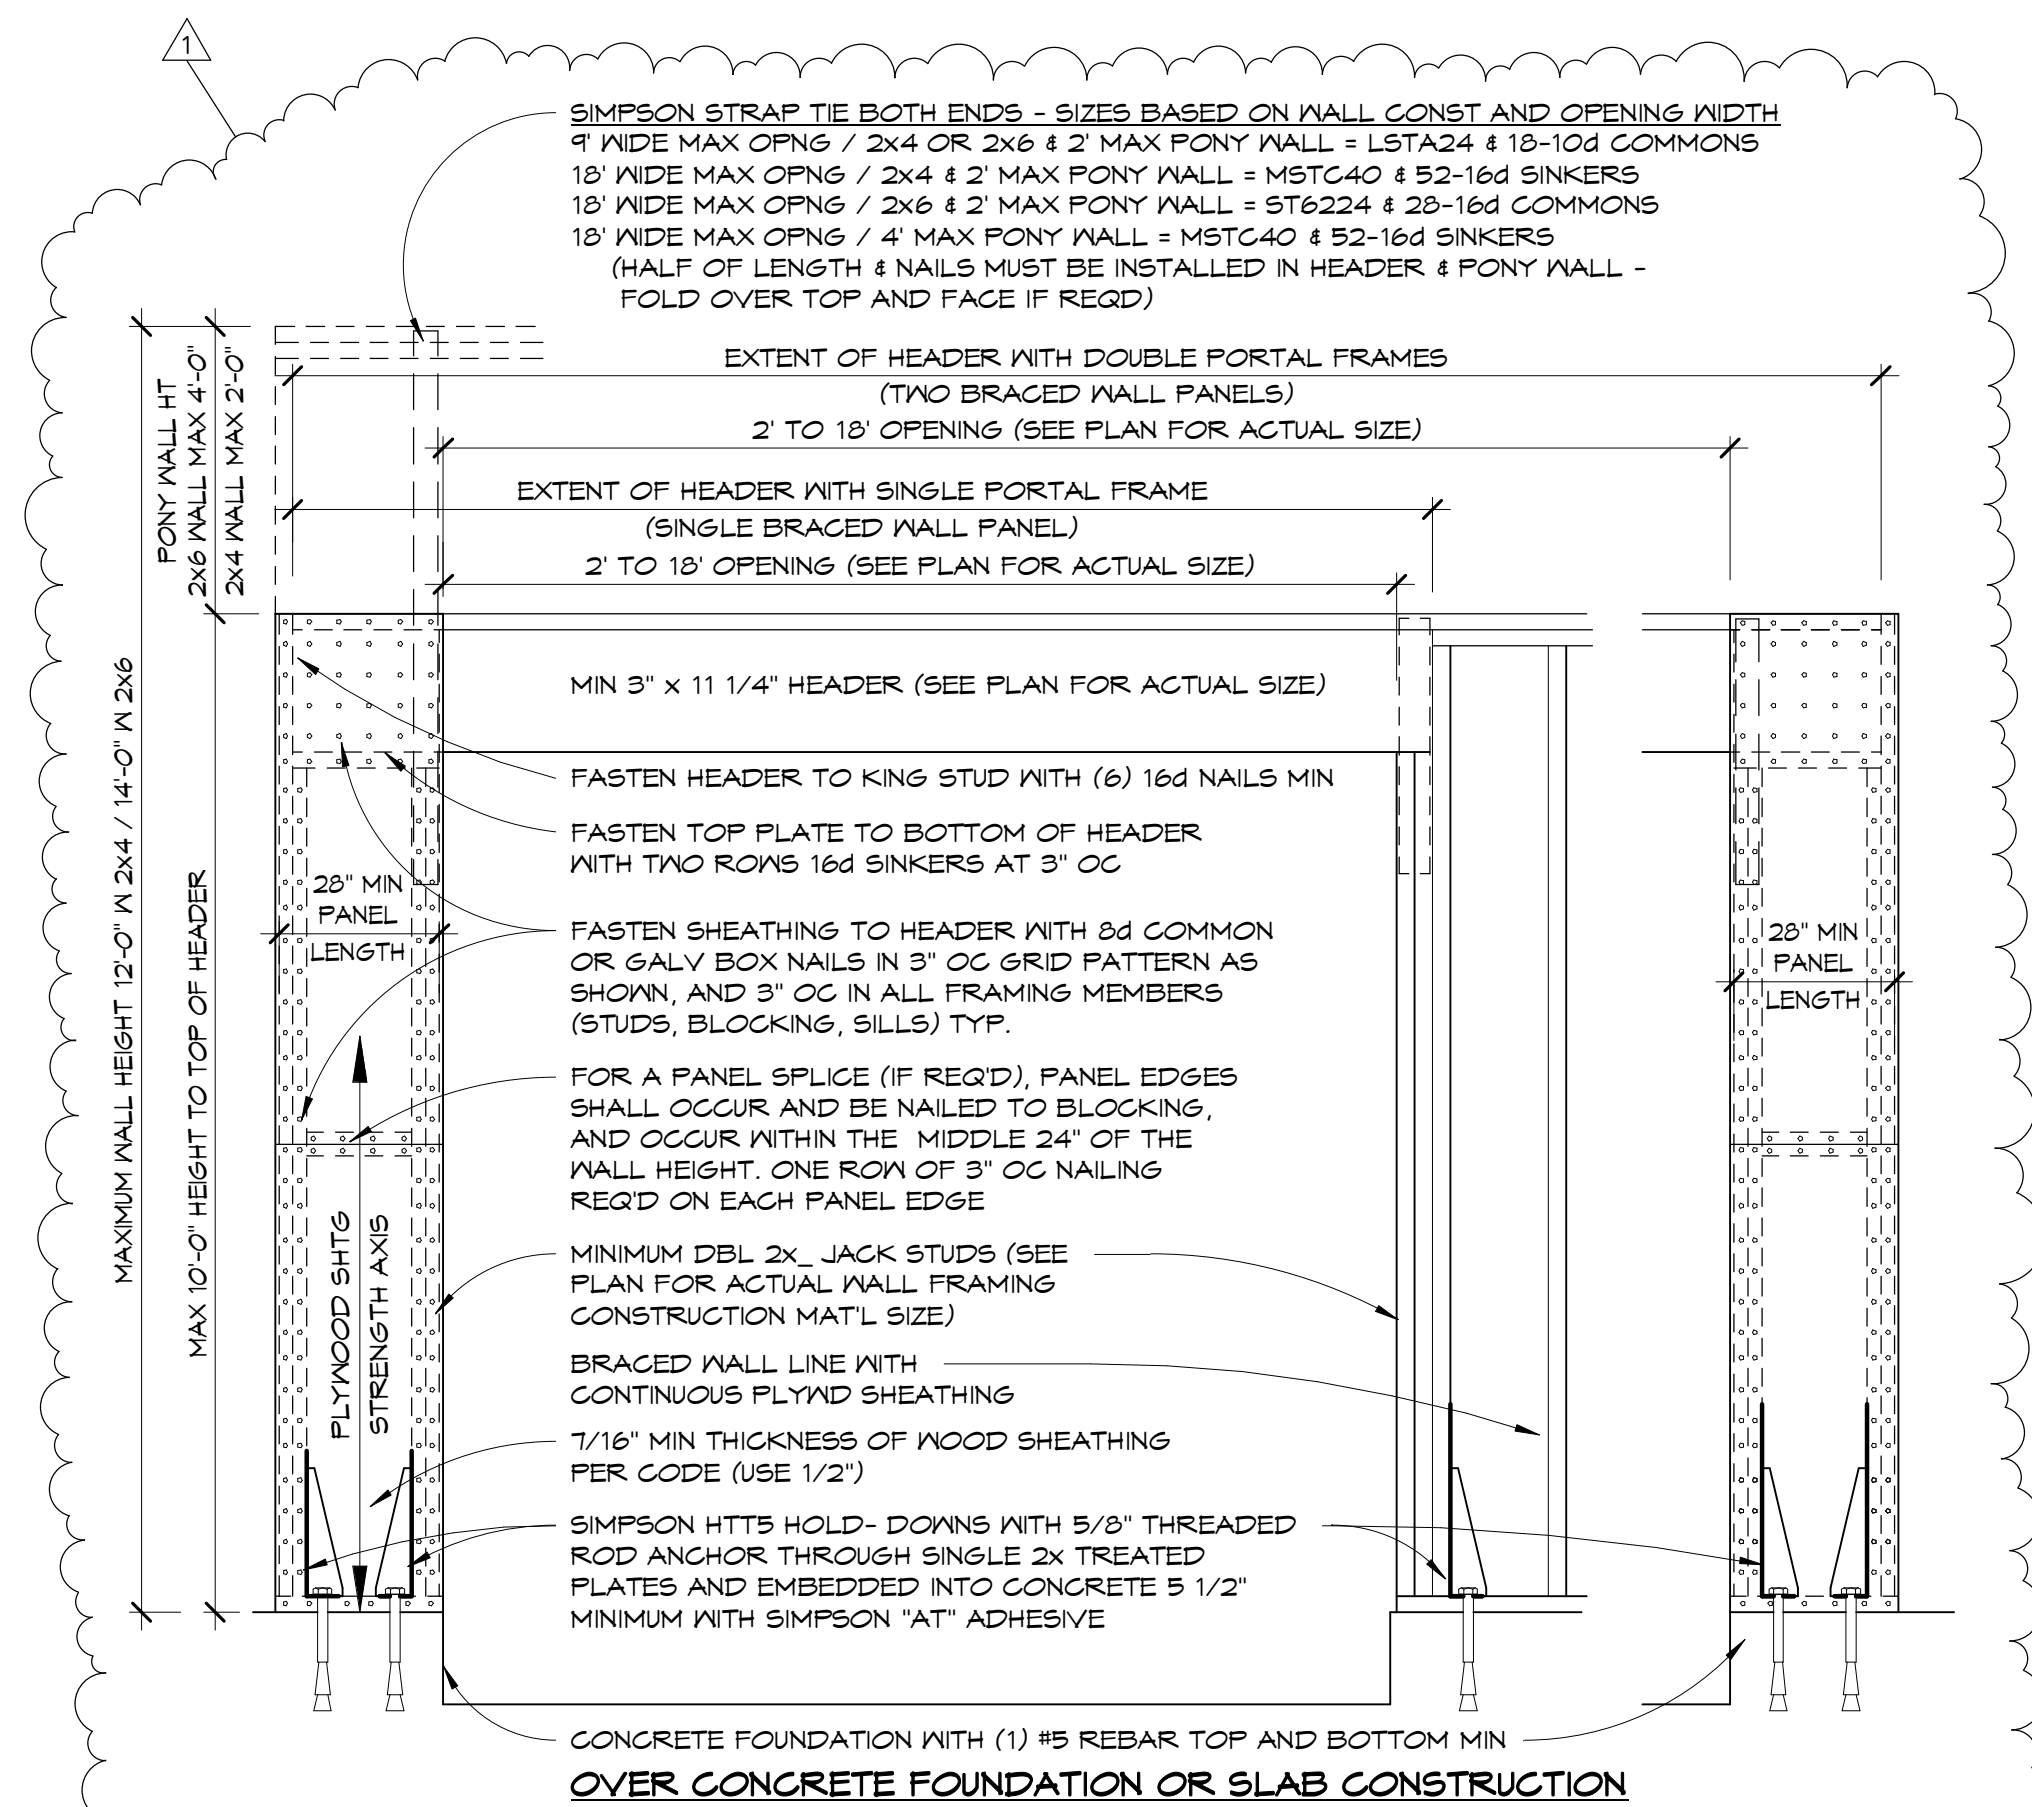 1
SIMPSON STRAP TIE BOTH ENDS - SIZES BASED ON WALL CONST AND OPENING WIDTH
9' WIDE MAX OPNG / 2x4 OR 2x6 & 2' MAX PONY WALL = LSTA24 & 18-10d COMMONS
18' WIDE MAX OPNG / 2x4 & 2' MAX PONY WALL = MSTC40 & 52-16d SINKERS
18' WIDE MAX OPNG / 2x6 & 2' MAX PONY WALL = ST6224 & 28-16d COMMONS
18' WIDE MAX OPNG / 4' MAX PONY WALL = MSTC40 & 52-16d SINKERS
(HALF OF LENGTH & NAILS MUST BE INSTALLED IN HEADER & PONY WALL -
FOLD OVER TOP AND FACE IF REQD)
PONY WALL HT
2x6 WALL MAX 4'-0"
2x4 WALL MAX 2'-0"
EXTENT OF HEADER WITH DOUBLE PORTAL FRAMES
(TWO BRACED WALL PANELS)
2' TO 18' OPENING (SEE PLAN FOR ACTUAL SIZE)
EXTENT OF HEADER WITH SINGLE PORTAL FRAME
(SINGLE BRACED WALL PANEL)
2' TO 18' OPENING (SEE PLAN FOR ACTUAL SIZE)
MAXIMUM WALL HEIGHT 12'-0" W 2x4 / 14'-0" W 2x6
MAX 10'-0" HEIGHT TO TOP OF HEADER
MIN 3" x 11 1/4" HEADER (SEE PLAN FOR ACTUAL SIZE)
FASTEN HEADER TO KING STUD WITH (6) 16d NAILS MIN
FASTEN TOP PLATE TO BOTTOM OF HEADER
WITH TWO ROWS 16d SINKERS AT 3" OC
28" MIN
PANEL
LENGTH
FASTEN SHEATHING TO HEADER WITH 8d COMMON
OR GALV BOX NAILS IN 3" OC GRID PATTERN AS
SHOWN, AND 3" OC IN ALL FRAMING MEMBERS
(STUDS, BLOCKING, SILLS) TYP.
28" MIN
PANEL
LENGTH
FOR A PANEL SPLICE (IF REQ'D), PANEL EDGES
SHALL OCCUR AND BE NAILED TO BLOCKING,
AND OCCUR WITHIN THE MIDDLE 24" OF THE
WALL HEIGHT. ONE ROW OF 3" OC NAILING
REQ'D ON EACH PANEL EDGE
PLYWOOD SHTG
STRENGTH AXIS
MINIMUM DBL 2x_ JACK STUDS (SEE
PLAN FOR ACTUAL WALL FRAMING
CONSTRUCTION MAT'L SIZE)
BRACED WALL LINE WITH
CONTINUOUS PLYWD SHEATHING
7/16" MIN THICKNESS OF WOOD SHEATHING
PER CODE (USE 1/2")
SIMPSON HTT5 HOLD- DOWNS WITH 5/8" THREADED
ROD ANCHOR THROUGH SINGLE 2x TREATED
PLATES AND EMBEDDED INTO CONCRETE 5 1/2"
MINIMUM WITH SIMPSON "AT" ADHESIVE
CONCRETE FOUNDATION WITH (1) #5 REBAR TOP AND BOTTOM MIN
OVER CONCRETE FOUNDATION OR SLAB CONSTRUCTION